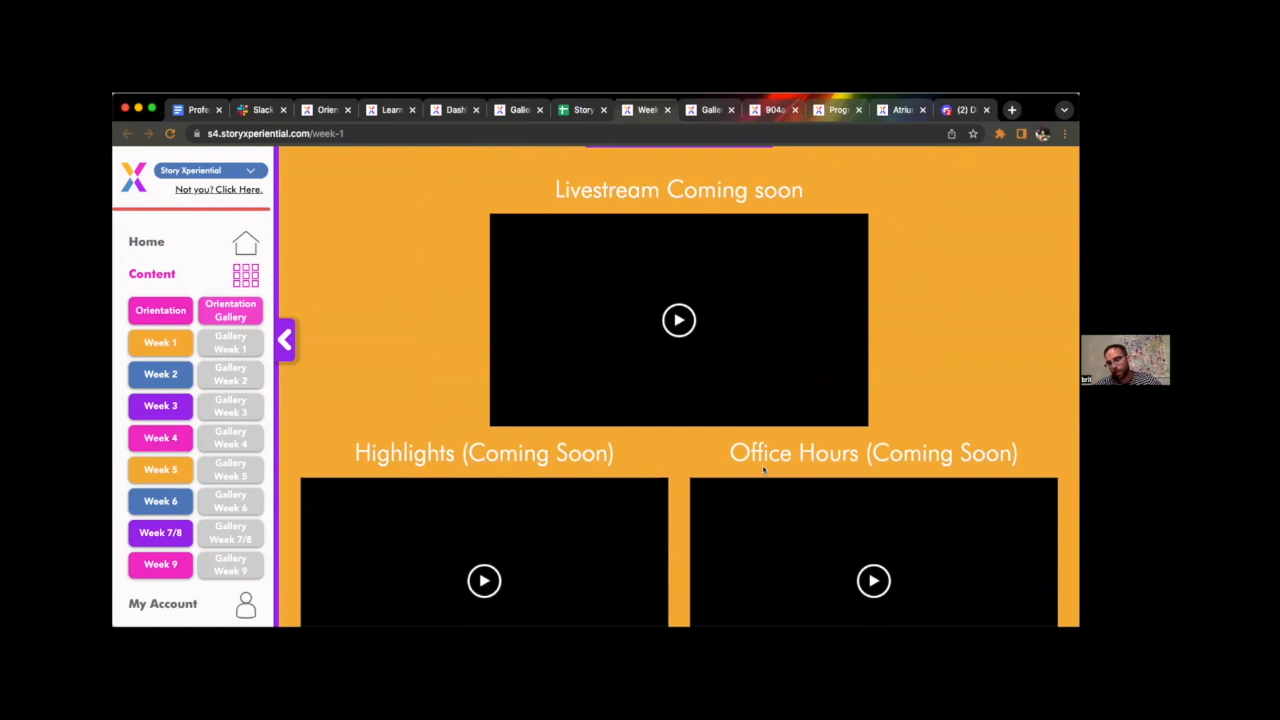 Profe
Slack
Orien
Learn
Dash
Galle
Story
Week
Galle
904a
Prog
Atriu
(2) D
s4.storyxperiential.com/week-1
Story Xperiential
Not you? Click Here.
Home
Content
Orientation
Orientation
Gallery
Week 1
Gallery
Week 1
Week 2
Gallery
Week 2
Week 3
Gallery
Week 3
Week 4
Gallery
Week 4
Week 5
Gallery
Week 5
Week 6
Gallery
Week 6
Week 7/8
Gallery
Week 7/8
Week 9
Gallery
Week 9
My Account
Livestream Coming soon
Highlights (Coming Soon)
Office Hours (Coming Soon)
brit